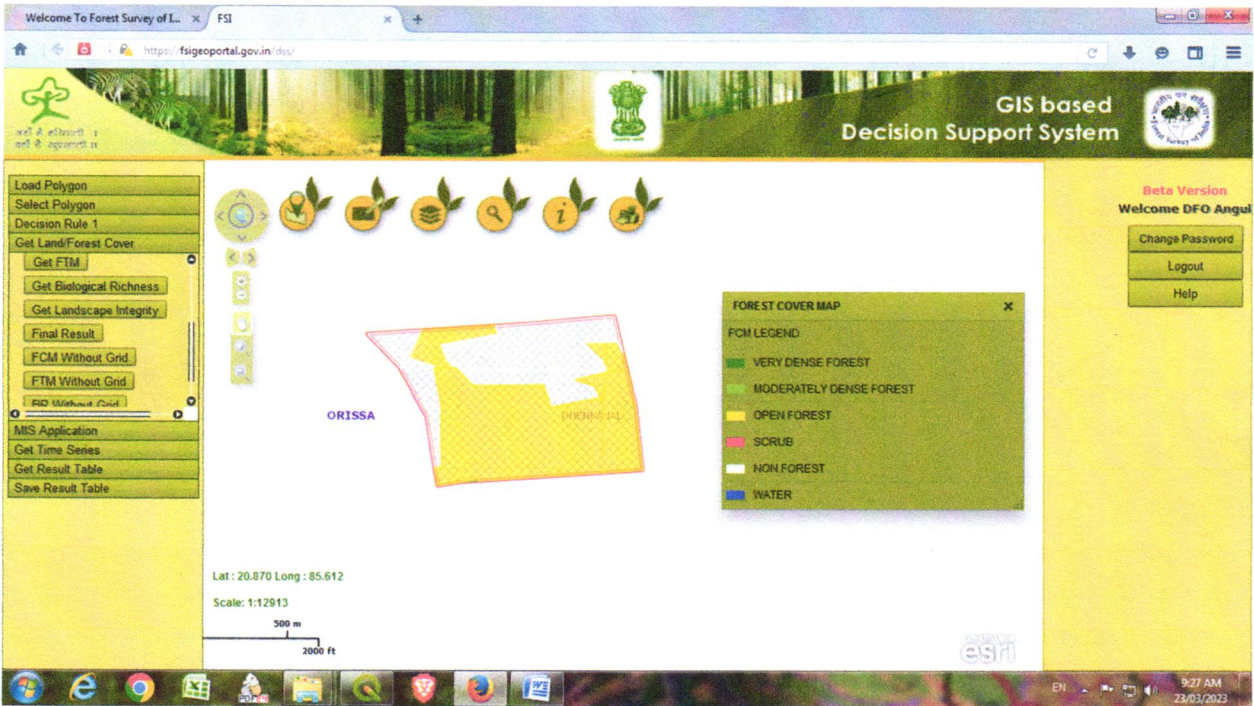 Welcome To Forest Survey of I...
FSI
https://fsigeoportal.gov.in/dss/
GIS based
Decision Support System
Load Polygon
Select Polygon
Decision Rule 1
Get Land/Forest Cover
Get FTM
Get Biological Richness
Get Landscape Integrity
Final Result
FCM Without Grid
FTM Without Grid
BR Without Grid
MIS Application
Get Time Series
Get Result Table
Save Result Table
Beta Version
Welcome DFO Angul
Change Password
Logout
Help
FOREST COVER MAP
FCM LEGEND
VERY DENSE FOREST
MODERATELY DENSE FOREST
OPEN FOREST
SCRUB
NON FOREST
WATER
ORISSA
Lat : 20.870 Long : 85.612
Scale: 1:12913
500 m
2000 ft
esri
EN
9:27 AM
23/03/2023